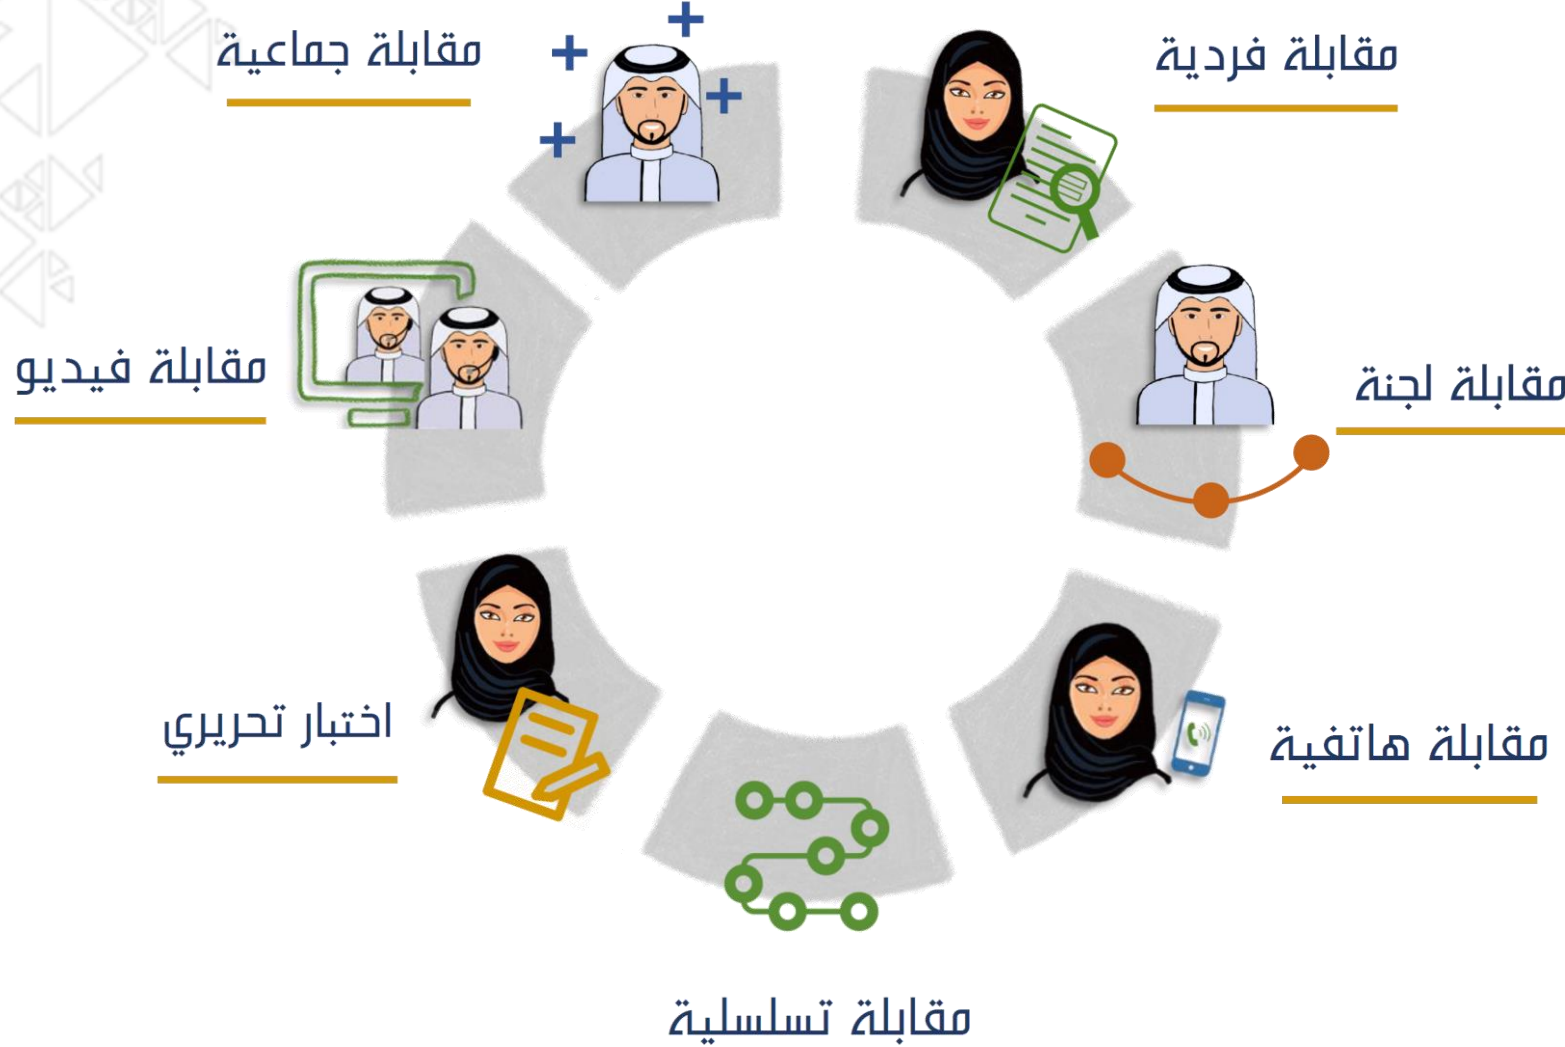 مقابلة فردية
مقابلة جماعية
مقابلة لجنة
مقابلة فيديو
مقابلة هاتفية
اختبار تحريري
مقابلة تسلسلية